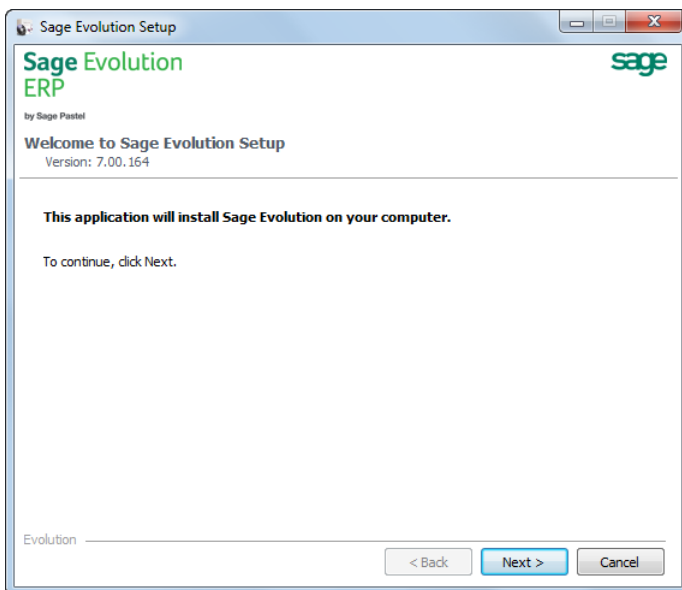 Sage Evolution Setup
Sage Evolution
ERP
sage
by Sage Pastel
Welcome to Sage Evolution Setup
Version: 7.00.164
This application will install Sage Evolution on your computer.
To continue, click Next.
Evolution
< Back Next > Cancel